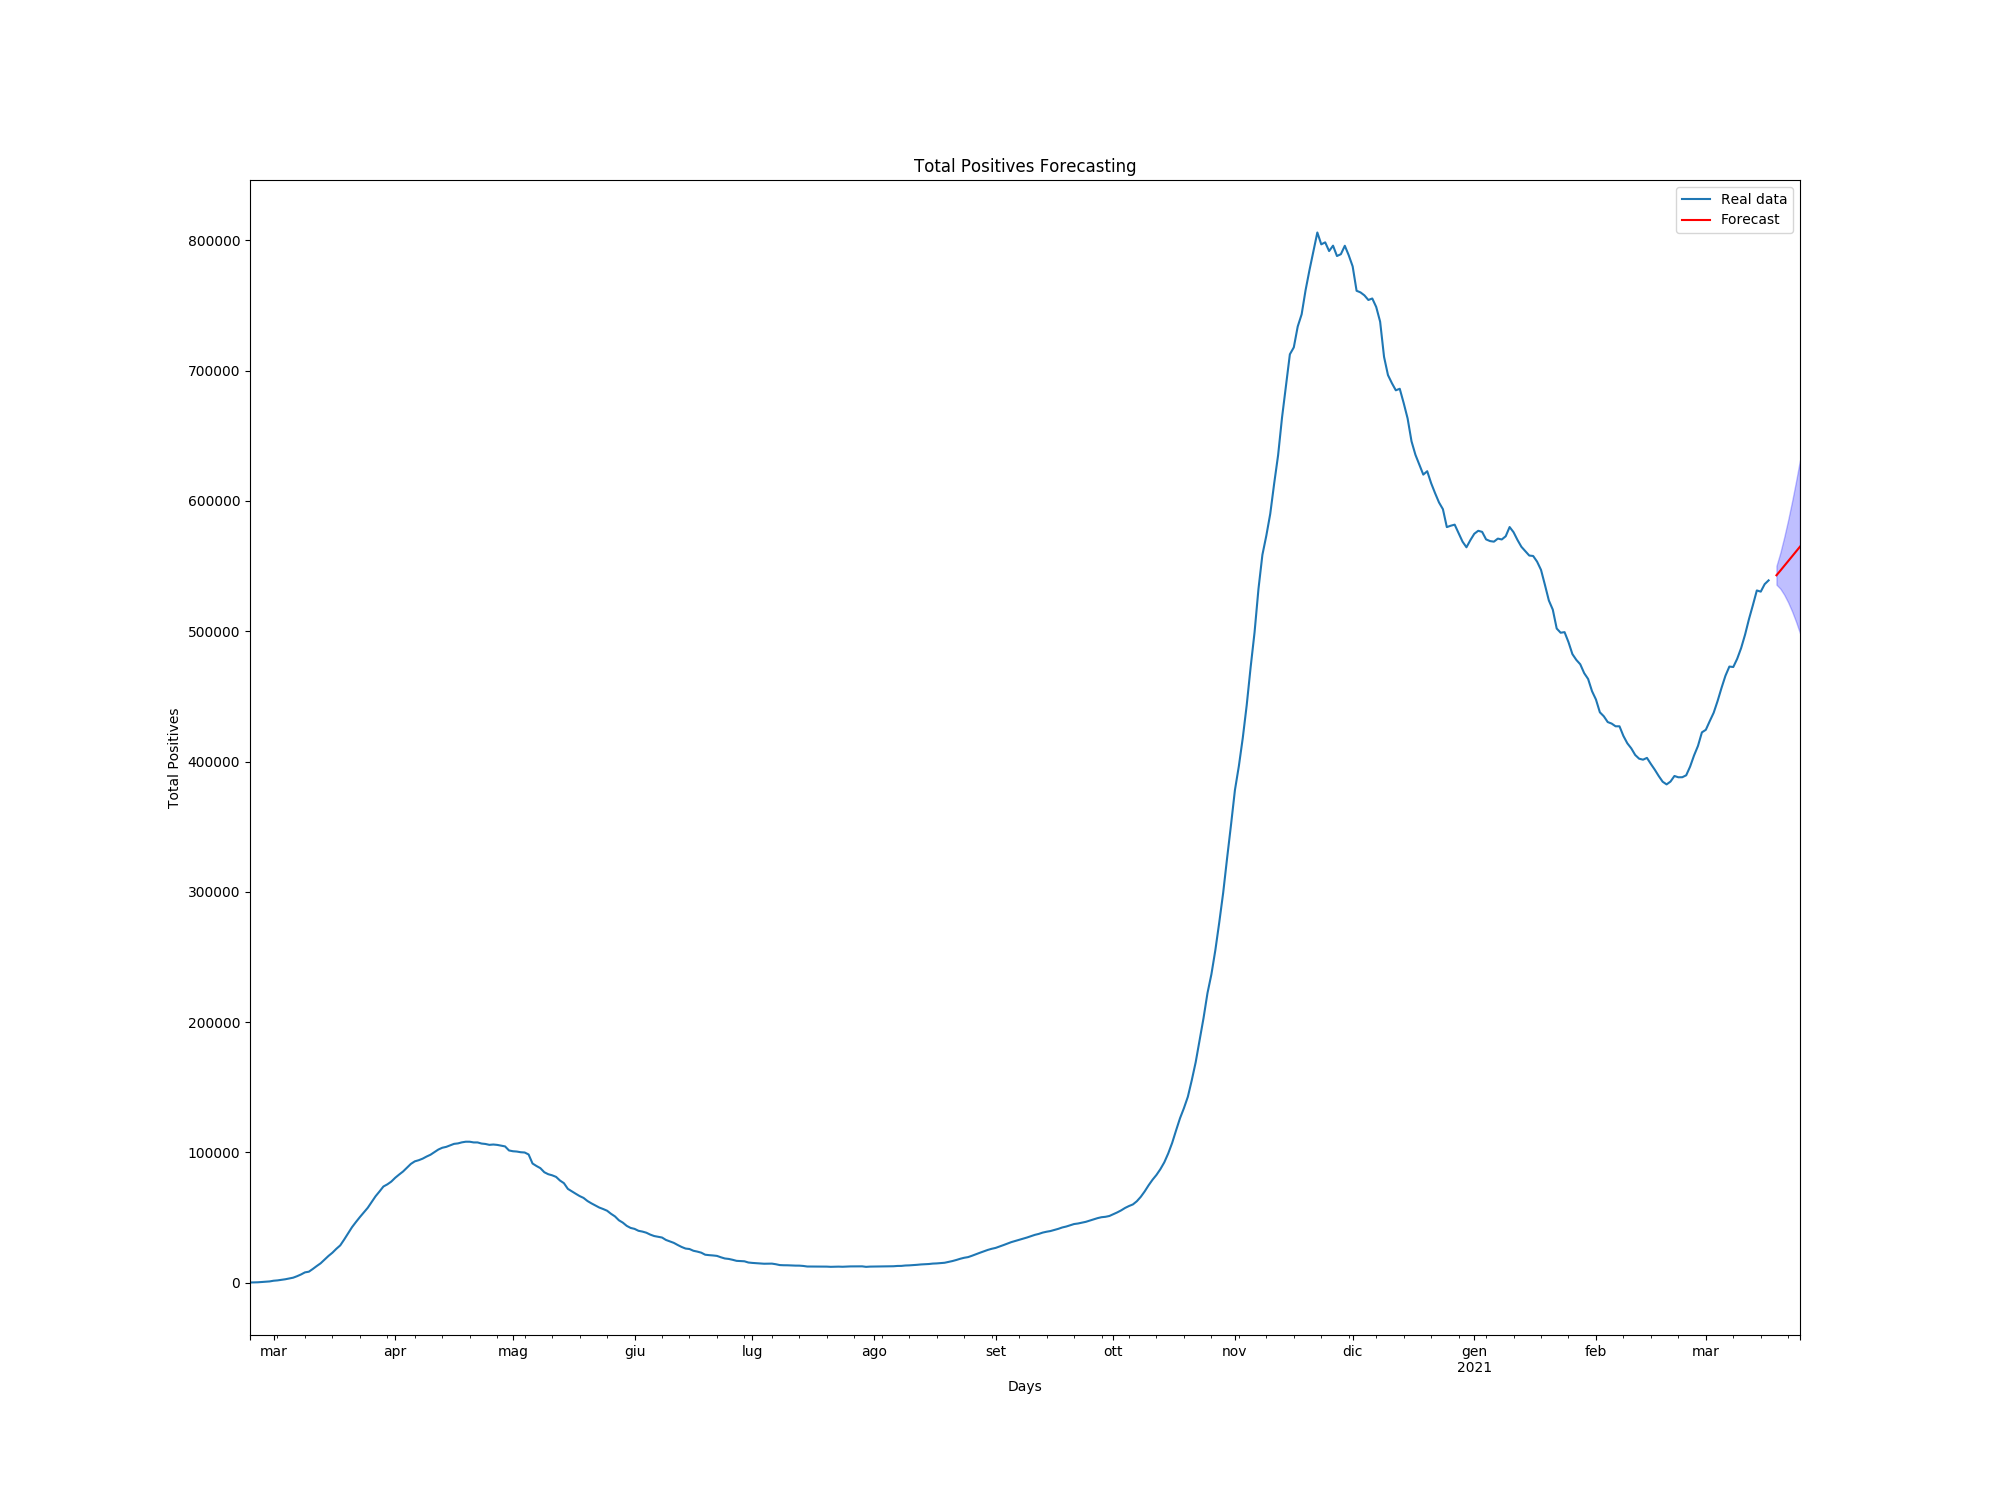 Total Positives Forecasting
Real data
Forecast
800000
700000
600000
500000
400000
300000
200000
100000
0
Total Positives
mar apr mag giu lug ago set ott nov dic gen feb mar
2021
Days